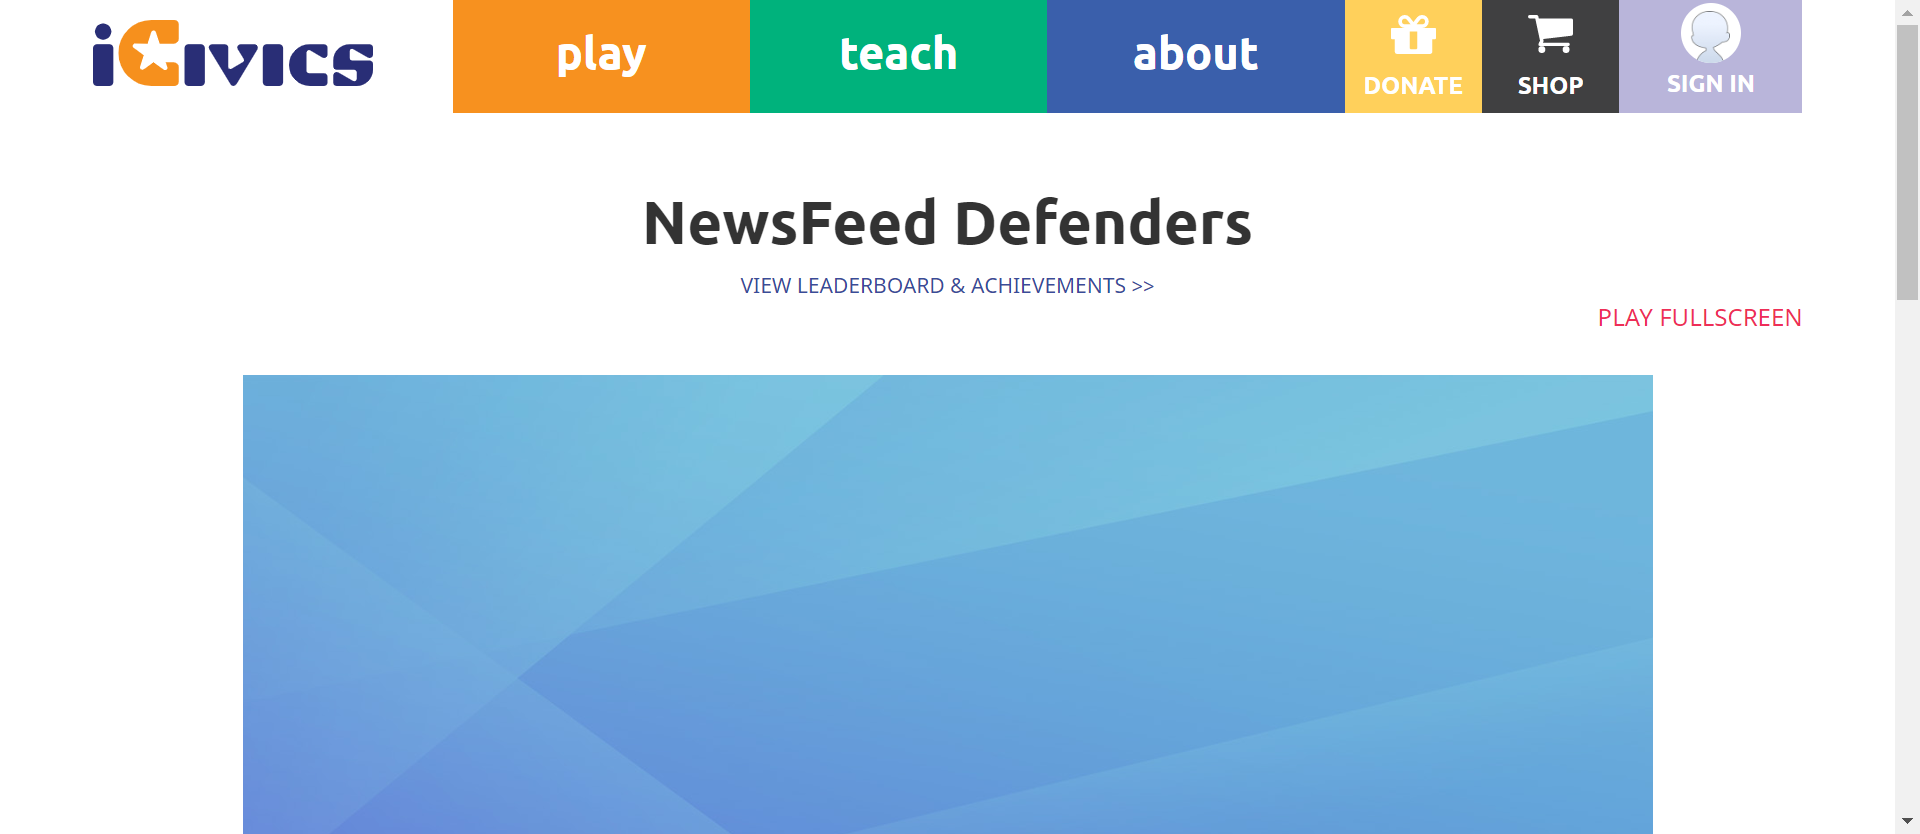 iCivics
play
teach
about
DONATE
SHOP
SIGN IN
NewsFeed Defenders
VIEW LEADERBOARD & ACHIEVEMENTS >>
PLAY FULLSCREEN